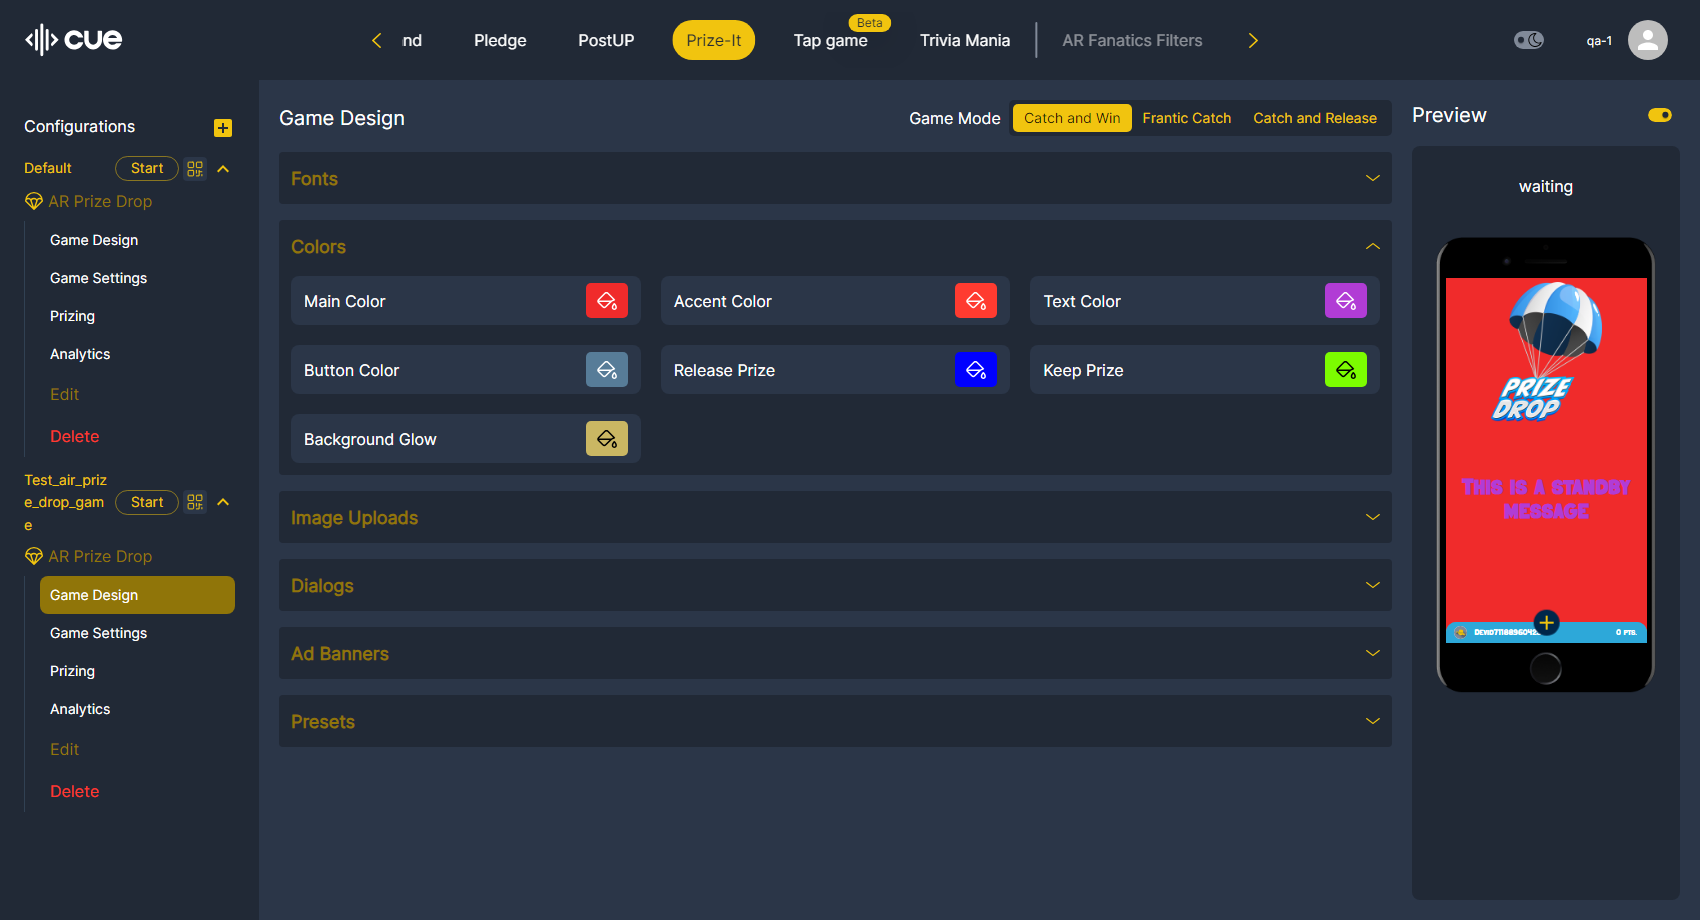 cue
nd
Pledge
PostUP
Prize-It
Beta
Tap game
Trivia Mania
AR Fanatics Filters
qa-1
Configurations
Default
Start
AR Prize Drop
Game Design
Game Settings
Prizing
Analytics
Edit
Delete
Test_air_priz
e_drop_gam
e
Start
AR Prize Drop
Game Design
Game Settings
Prizing
Analytics
Edit
Delete
Game Design
Game Mode
Catch and Win
Frantic Catch
Catch and Release
Fonts
Colors
Main Color
Accent Color
Text Color
Button Color
Release Prize
Keep Prize
Background Glow
Image Uploads
Dialogs
Ad Banners
Presets
Preview
waiting
PRIZE
DROP
THIS IS A STANDBY
MESSAGE
0 PTS.